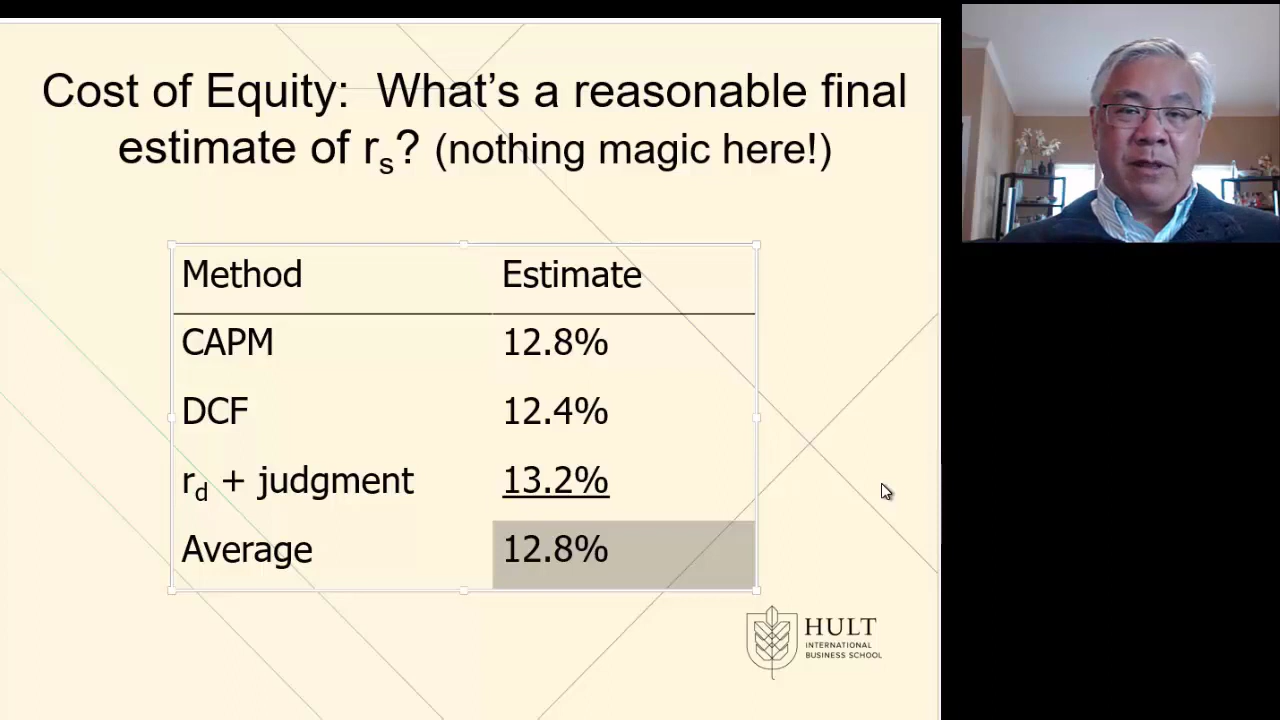 Cost of Equity: What's a reasonable final
estimate of rs? (nothing magic here!)
Method Estimate
CAPM 12.8%
DCF 12.4%
rd + judgment 13.2%
Average 12.8%
HULT
INTERNATIONAL
BUSINESS SCHOOL